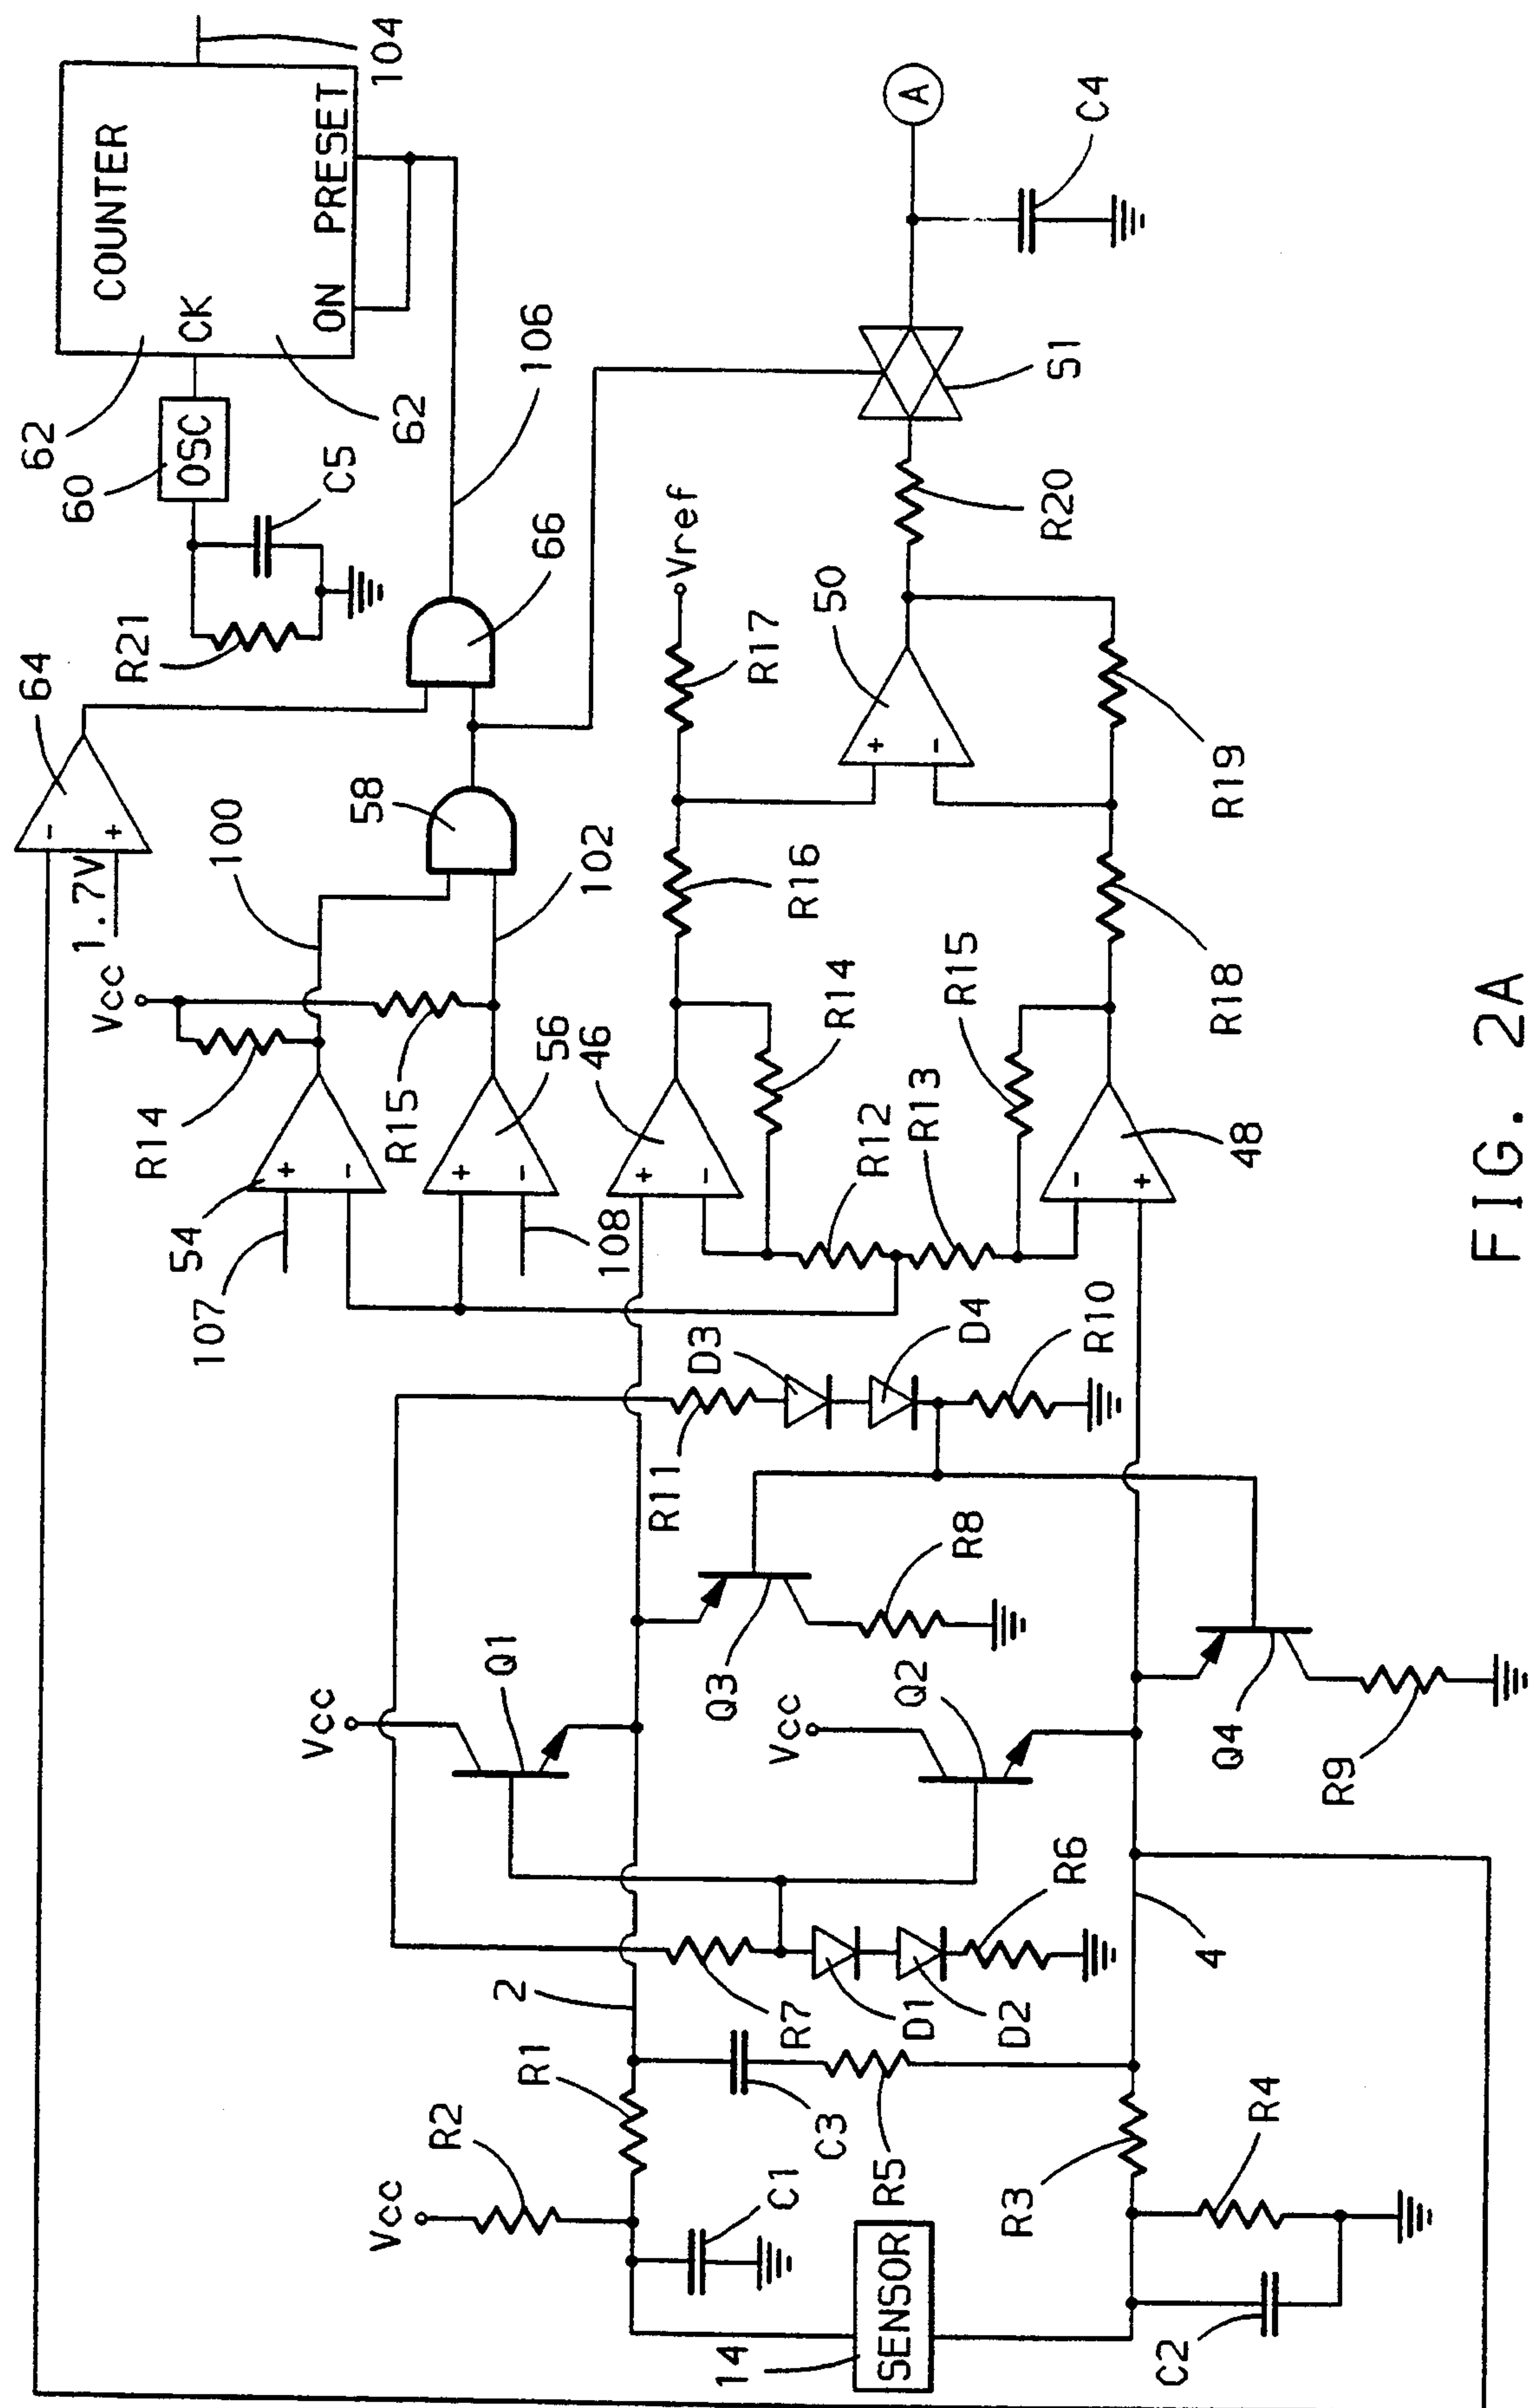 64
62
COUNTER
60
OSC
CK
62
ON PRESET
104
R21
C5
1.7V
100
58
66
106
Vcc
R14
54
107
R15
56
108
102
46
R14
R16
R17
Vref
50
R20
S1
A
C4
R12
R13
R15
48
R18
R19
D3
D4
R11
R10
Vcc
Q1
Q3
R8
Vcc
Q2
Q4
R9
2
R7
D1
D2
R6
4
Vcc
R2
R1
C1
C3
R5
14
SENSOR
R3
R4
C2
FIG. 2A